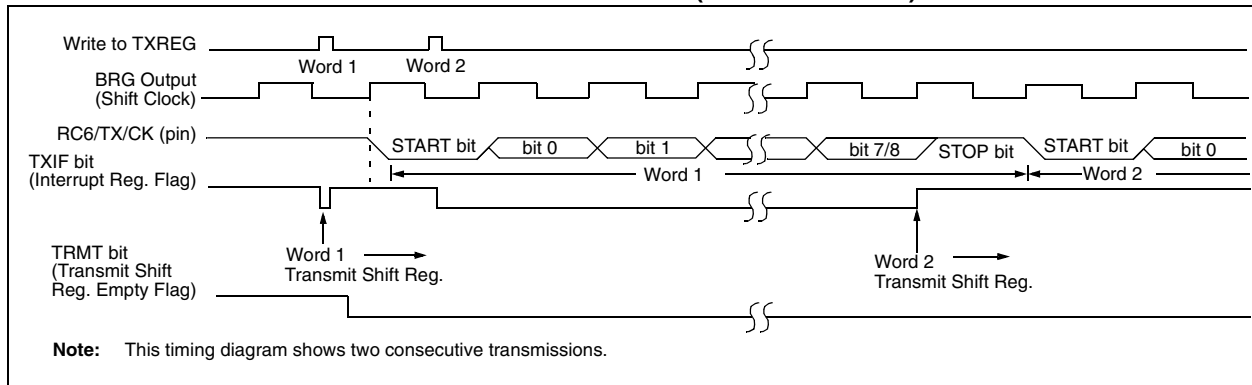 Write to TXREG
Word 1
Word 2
BRG Output
(Shift Clock)
RC6/TX/CK (pin)
START bit
bit 0
bit 1
bit 7/8
STOP bit
START bit
bit 0
TXIF bit
(Interrupt Reg. Flag)
Word 1
Word 2
Word 1
Transmit Shift Reg.
Word 2
Transmit Shift Reg.
TRMT bit
(Transmit Shift
Reg. Empty Flag)
Note: This timing diagram shows two consecutive transmissions.